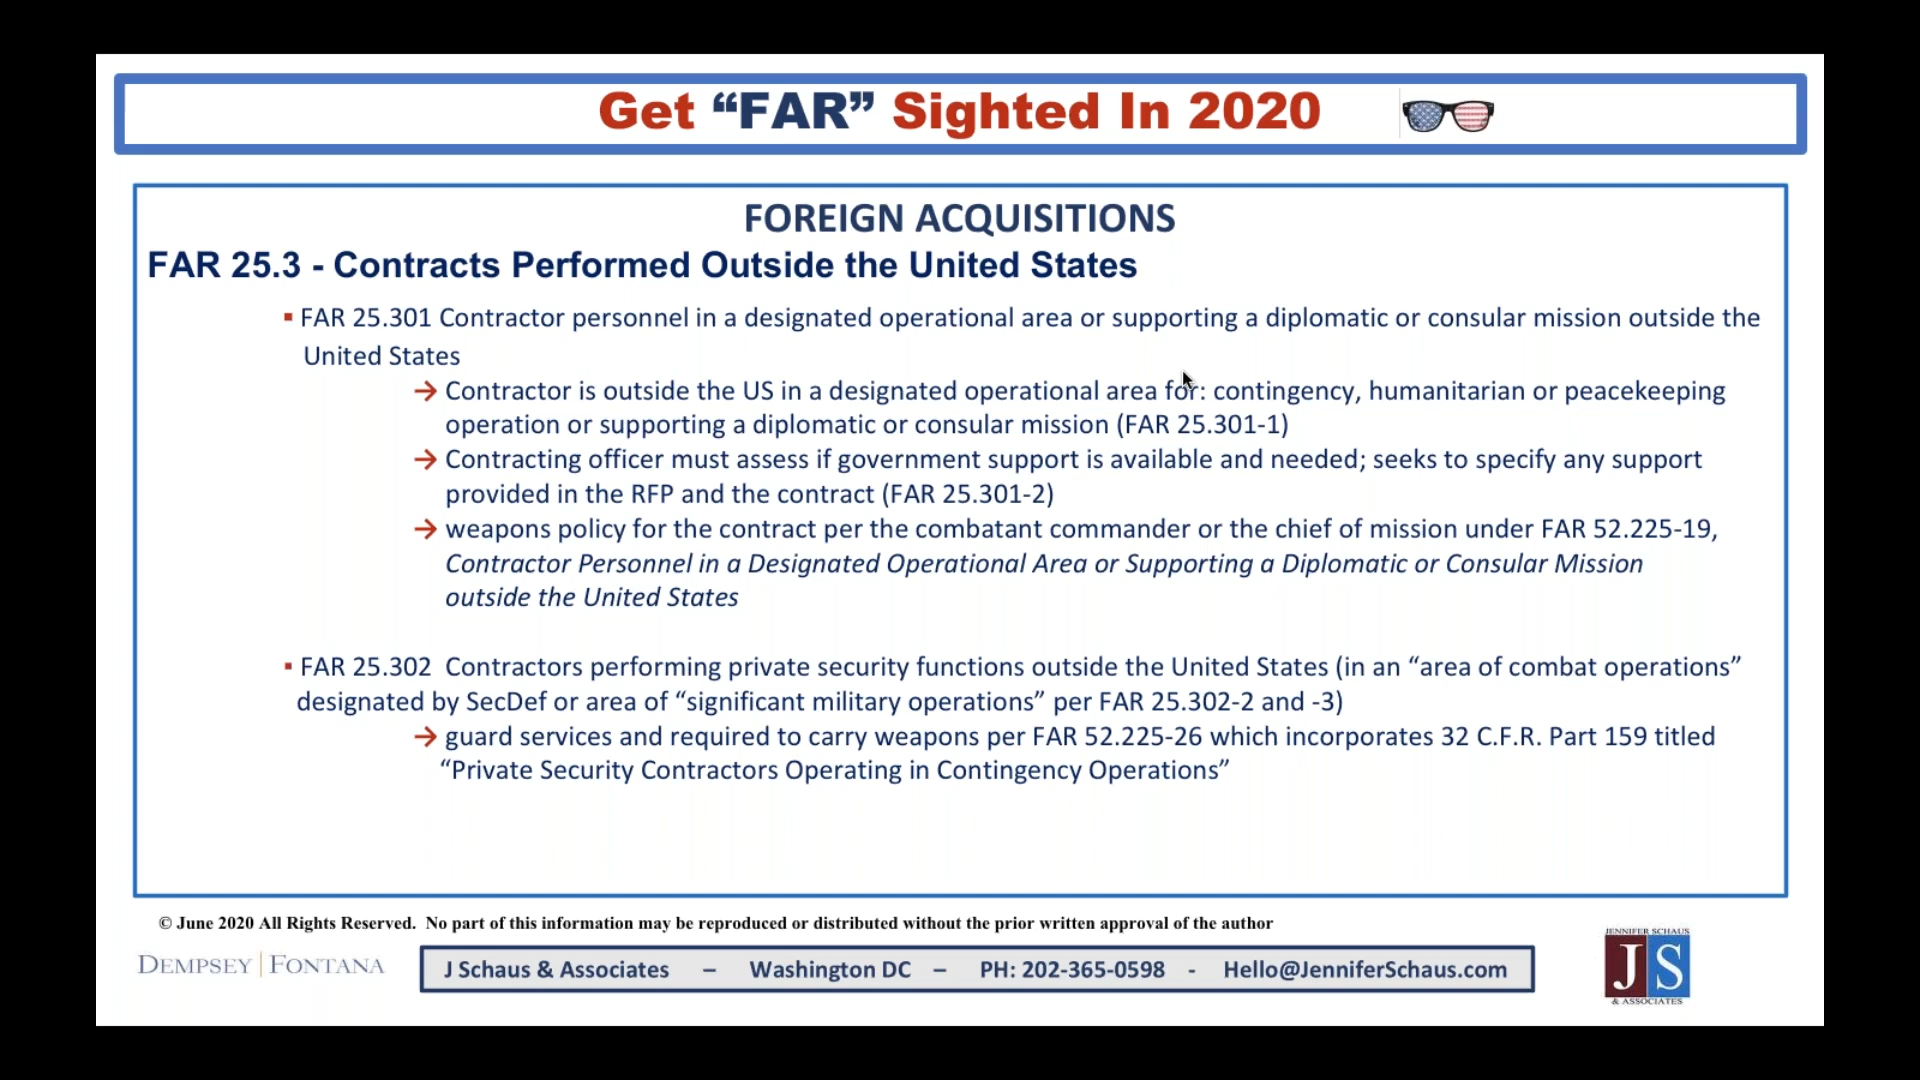 Get “FAR” Sighted In 2020
FOREIGN ACQUISITIONS
FAR 25.3 - Contracts Performed Outside the United States
▪ FAR 25.301 Contractor personnel in a designated operational area or supporting a diplomatic or consular mission outside the
United States
→ Contractor is outside the US in a designated operational area for: contingency, humanitarian or peacekeeping
operation or supporting a diplomatic or consular mission (FAR 25.301-1)
→ Contracting officer must assess if government support is available and needed; seeks to specify any support
provided in the RFP and the contract (FAR 25.301-2)
→ weapons policy for the contract per the combatant commander or the chief of mission under FAR 52.225-19,
Contractor Personnel in a Designated Operational Area or Supporting a Diplomatic or Consular Mission
outside the United States
▪ FAR 25.302  Contractors performing private security functions outside the United States (in an “area of combat operations”
designated by SecDef or area of “significant military operations” per FAR 25.302-2 and -3)
→ guard services and required to carry weapons per FAR 52.225-26 which incorporates 32 C.F.R. Part 159 titled
“Private Security Contractors Operating in Contingency Operations”
© June 2020 All Rights Reserved.  No part of this information may be reproduced or distributed without the prior written approval of the author
DEMPSEY | FONTANA
J Schaus & Associates – Washington DC – PH: 202-365-0598 - Hello@JenniferSchaus.com
JENNIFER SCHAUS
JS
& ASSOCIATES